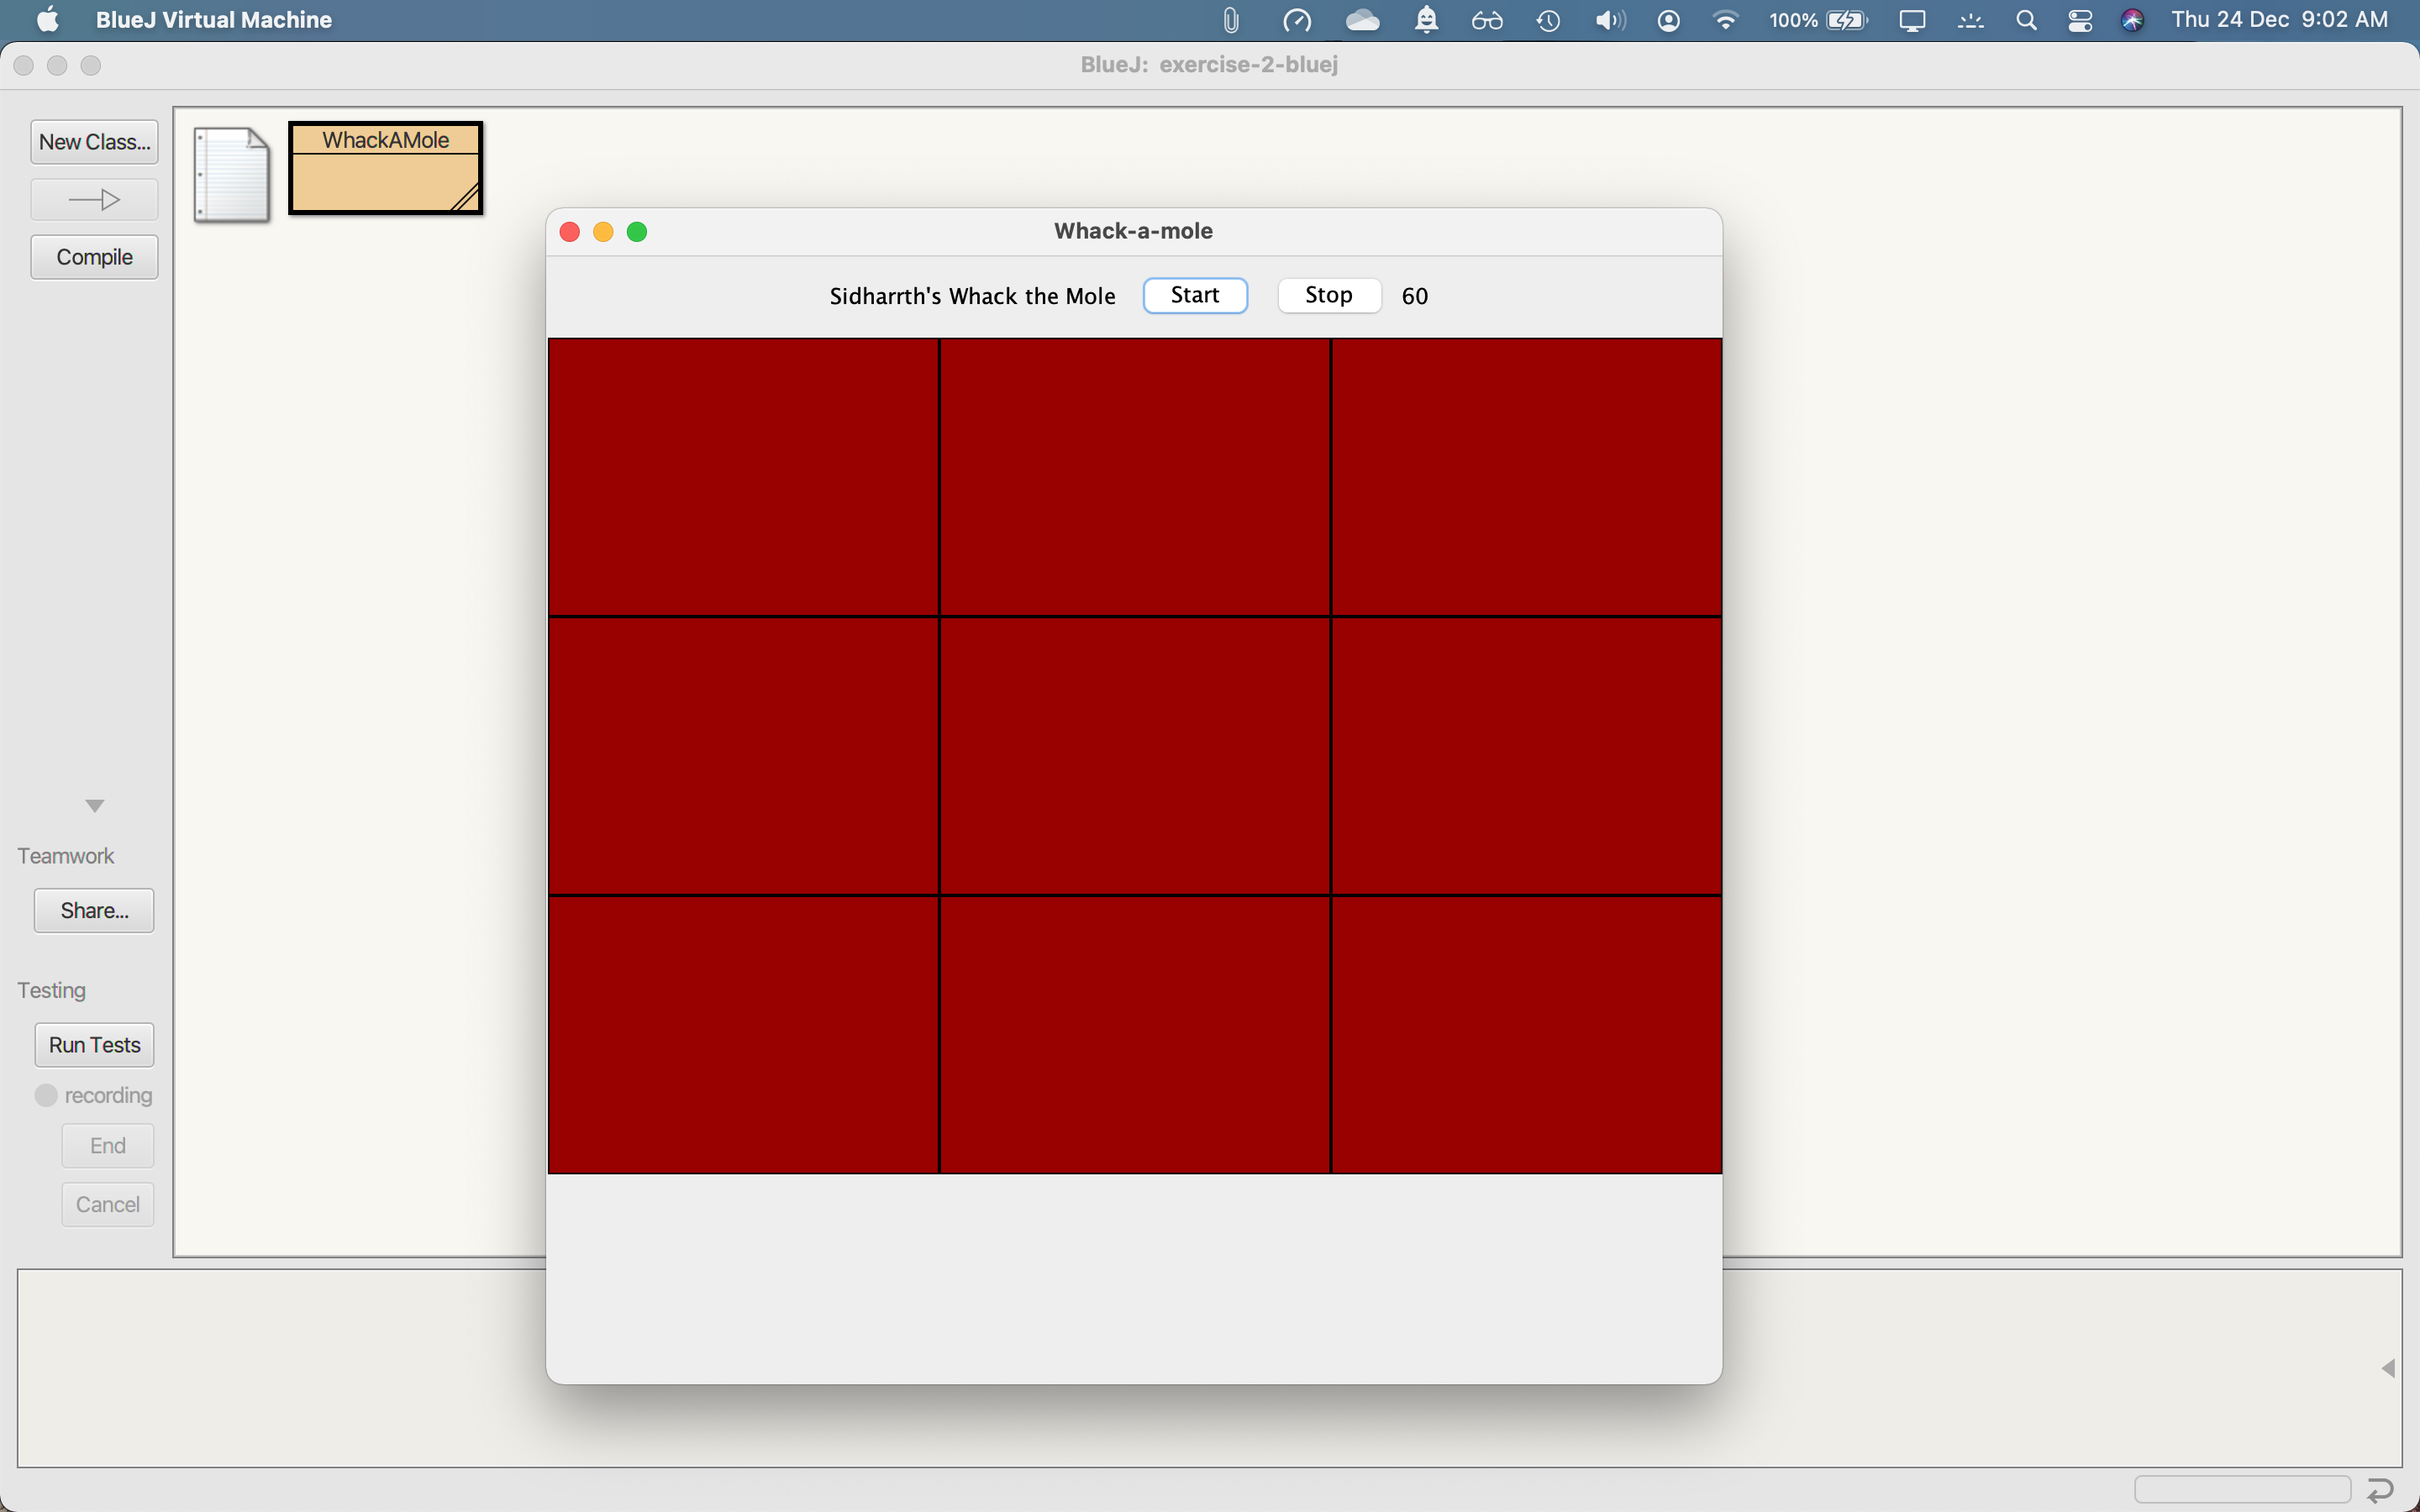 BlueJ Virtual Machine
100%
Thu 24 Dec 9:02 AM
BlueJ: exercise-2-bluej
New Class...
WhackAMole
Compile
Whack-a-mole
Sidharrth's Whack the Mole
Start
Stop
60
Teamwork
Share...
Testing
Run Tests
recording
End
Cancel